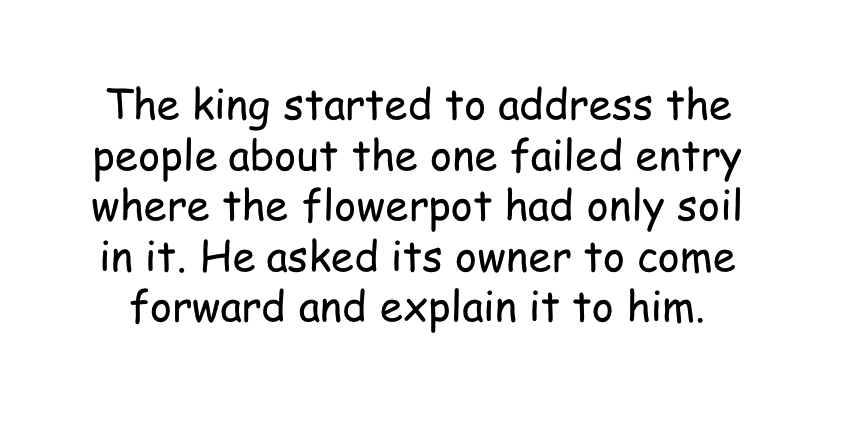 The king started to address the
people about the one failed entry
where the flowerpot had only soil
in it. He asked its owner to come
forward and explain it to him.